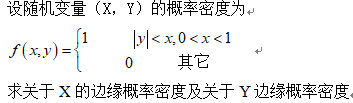 设随机变量（X，Y）的概率密度为
f(x,y)={1 |y|<x,0<x<1
0 其它
求关于 X 的边缘概率密度及关于 Y 边缘概率密度。